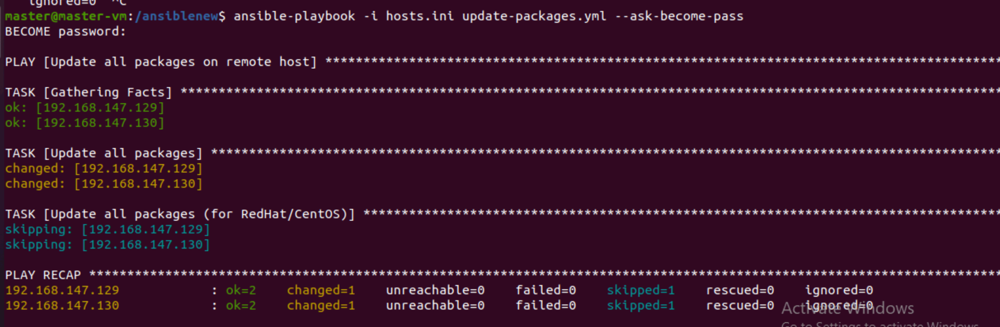 ignored=0 ^C
master@master-vm:/ansiblenew$ ansible-playbook -i hosts.ini update-packages.yml --ask-become-pass
BECOME password:
PLAY [Update all packages on remote host] ****************************************************************************************
TASK [Gathering Facts] ***********************************************************************************************************
ok: [192.168.147.129]
ok: [192.168.147.130]
TASK [Update all packages] *******************************************************************************************************
changed: [192.168.147.129]
changed: [192.168.147.130]
TASK [Update all packages (for RedHat/CentOS)] ***********************************************************************************
skipping: [192.168.147.129]
skipping: [192.168.147.130]
PLAY RECAP ***********************************************************************************************************************
192.168.147.129 : ok=2 changed=1 unreachable=0 failed=0 skipped=1 rescued=0 ignored=0
192.168.147.130 : ok=2 changed=1 unreachable=0 failed=0 skipped=1 rescued=0 ignored=0
Activate Windows
Go to Settings to activate Windows